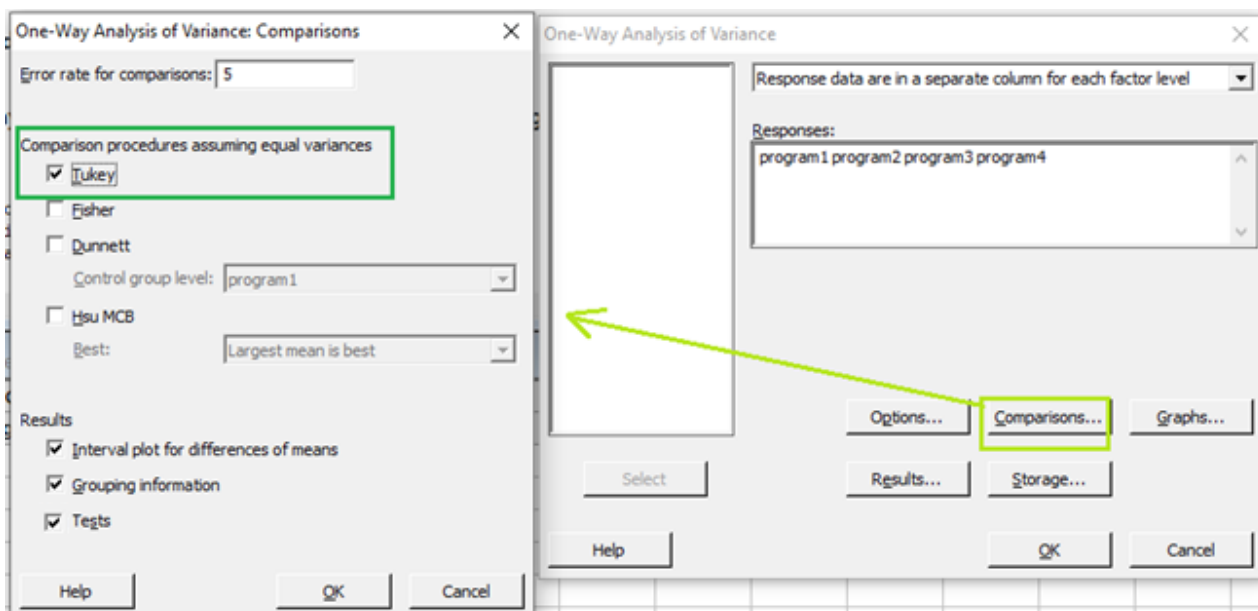 One-Way Analysis of Variance: Comparisons
Error rate for comparisons: 5
Comparison procedures assuming equal variances
Tukey
Fisher
Dunnett
Control group level: program1
Hsu MCB
Best: Largest mean is best
Results
Interval plot for differences of means
Grouping information
Tests
Help OK Cancel
One-Way Analysis of Variance
Response data are in a separate column for each factor level
Responses:
program1 program2 program3 program4
Options... Comparisons... Graphs...
Select Results... Storage...
Help OK Cancel